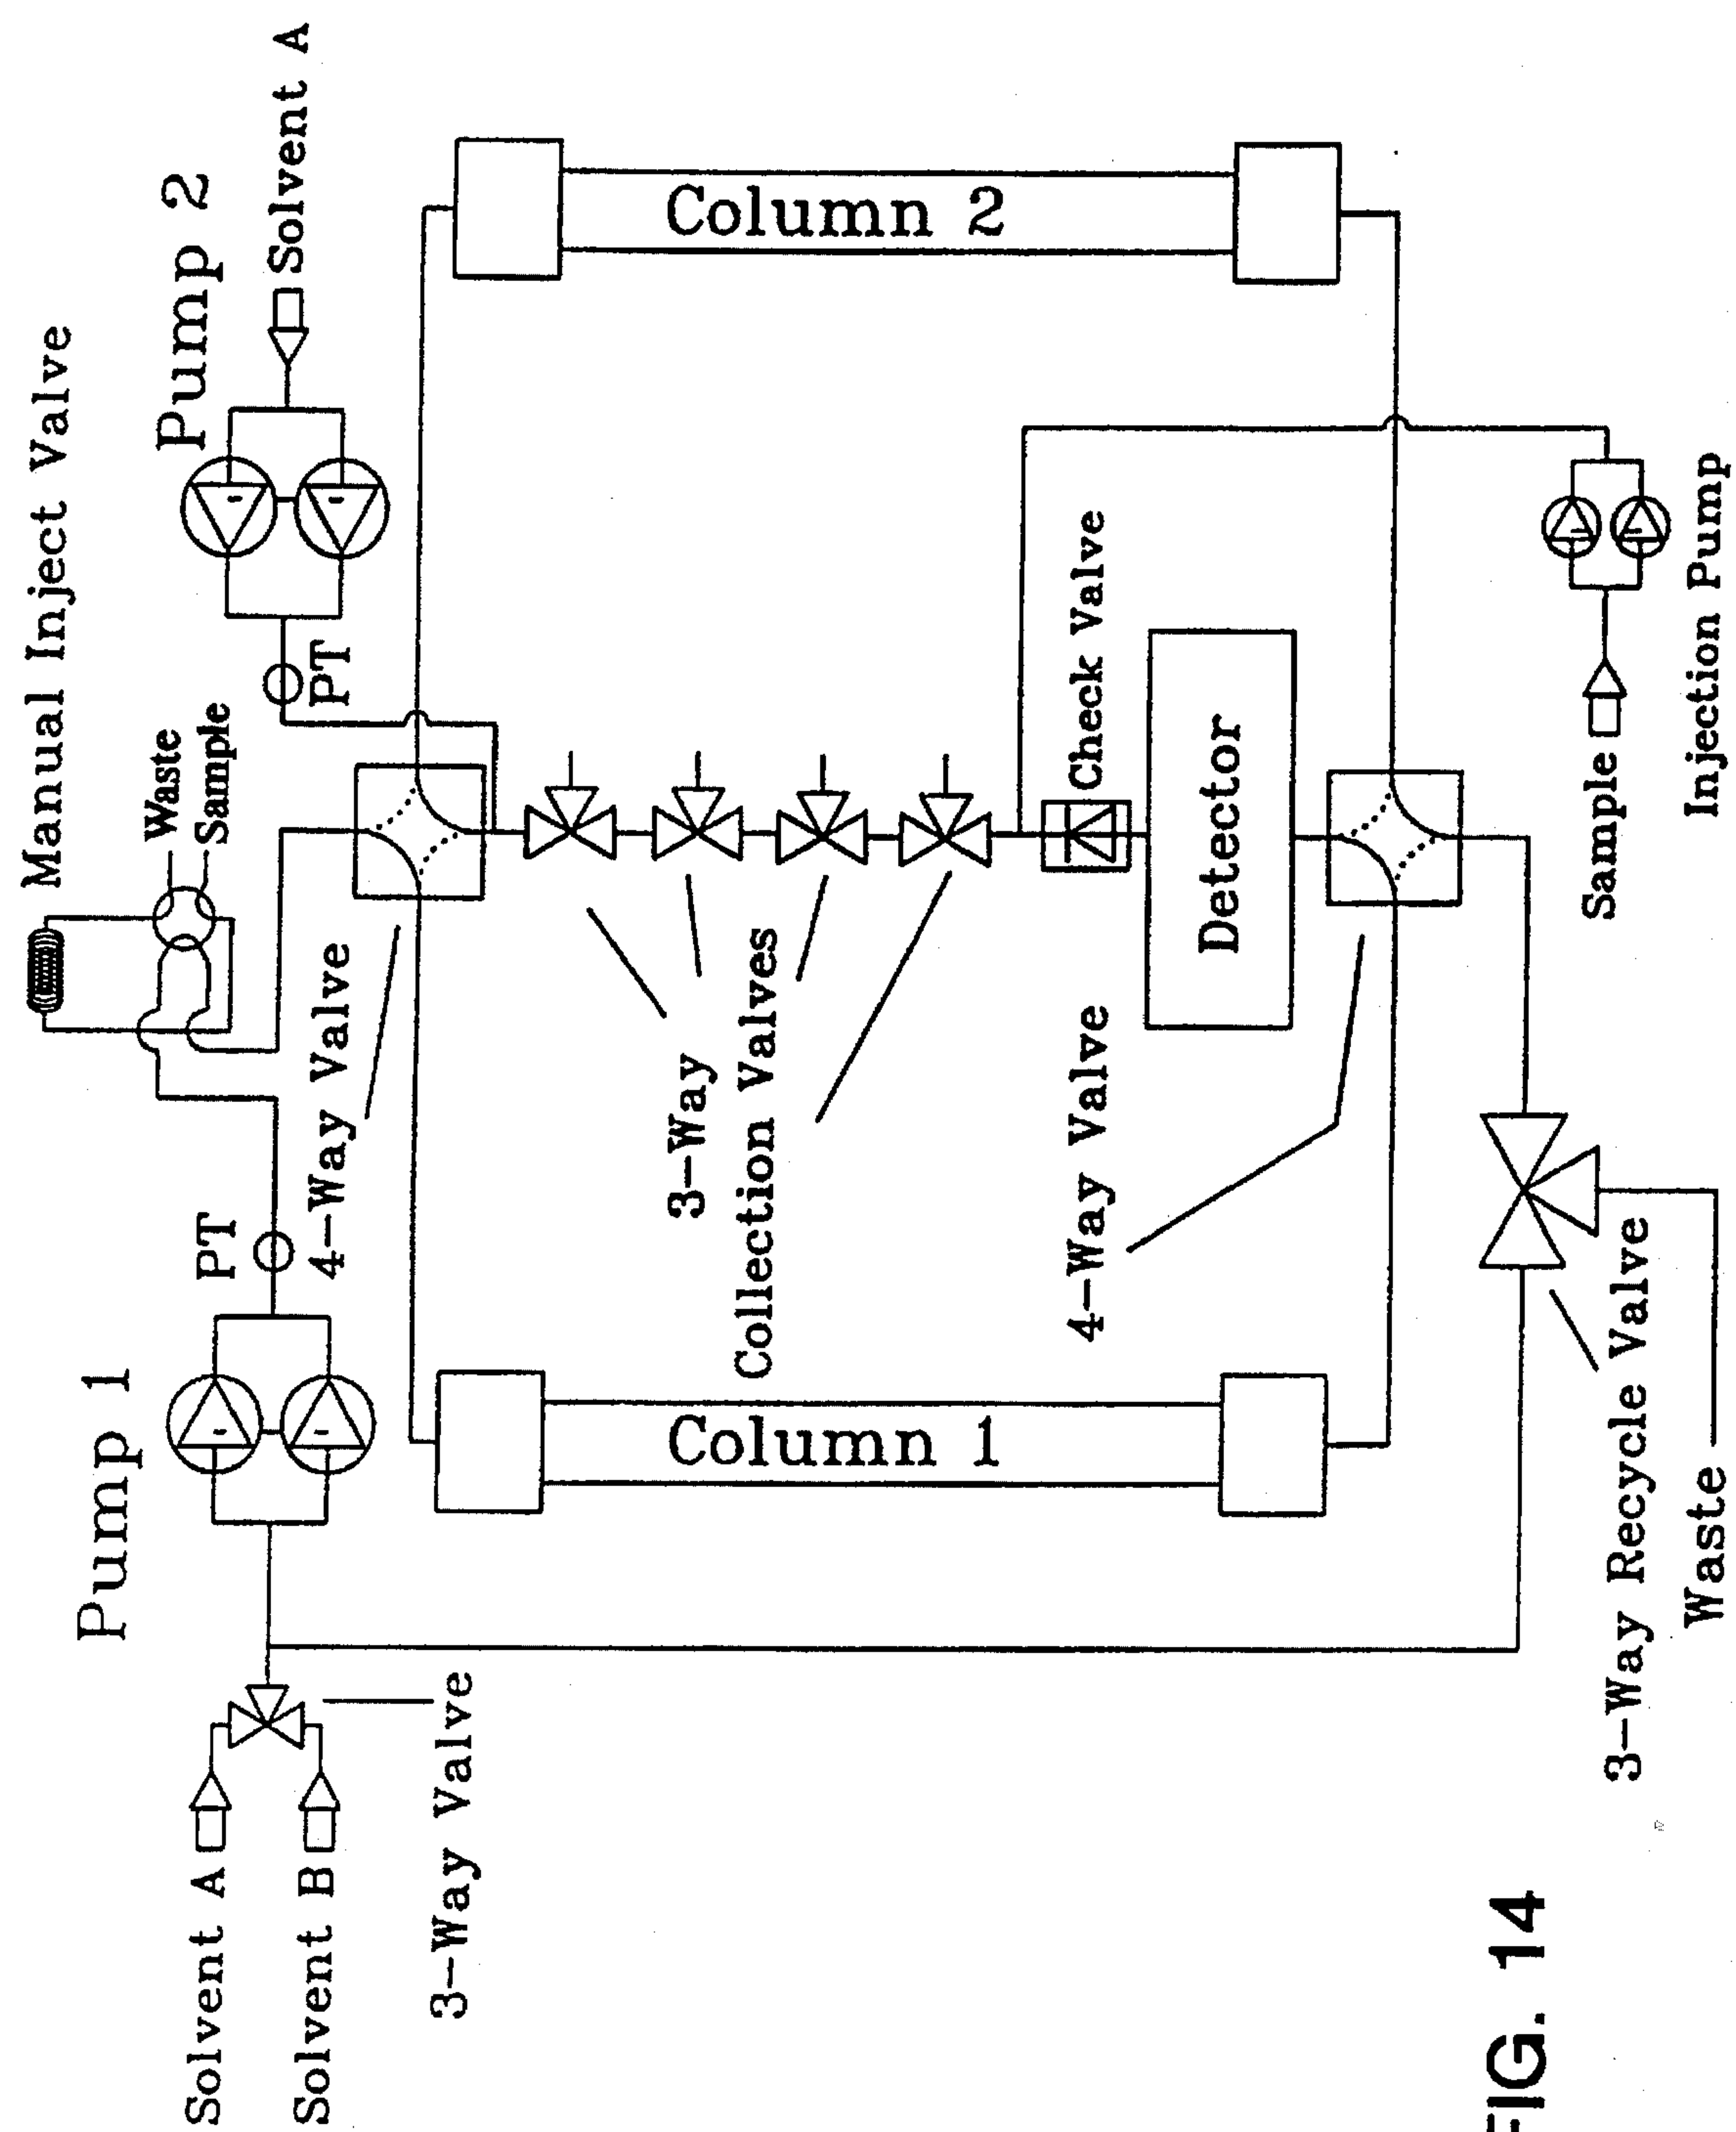 Manual Inject Valve
Waste
Sample
Pump 1
Pump 2
PT
PT
Solvent A
Solvent A
Solvent B
3-Way Valve
4-Way Valve
Column 1
Column 2
3-Way
Collection Valves
Check Valve
Detector
4-Way Valve
3-Way Recycle Valve
Waste
Sample
Injection Pump
FIG. 14